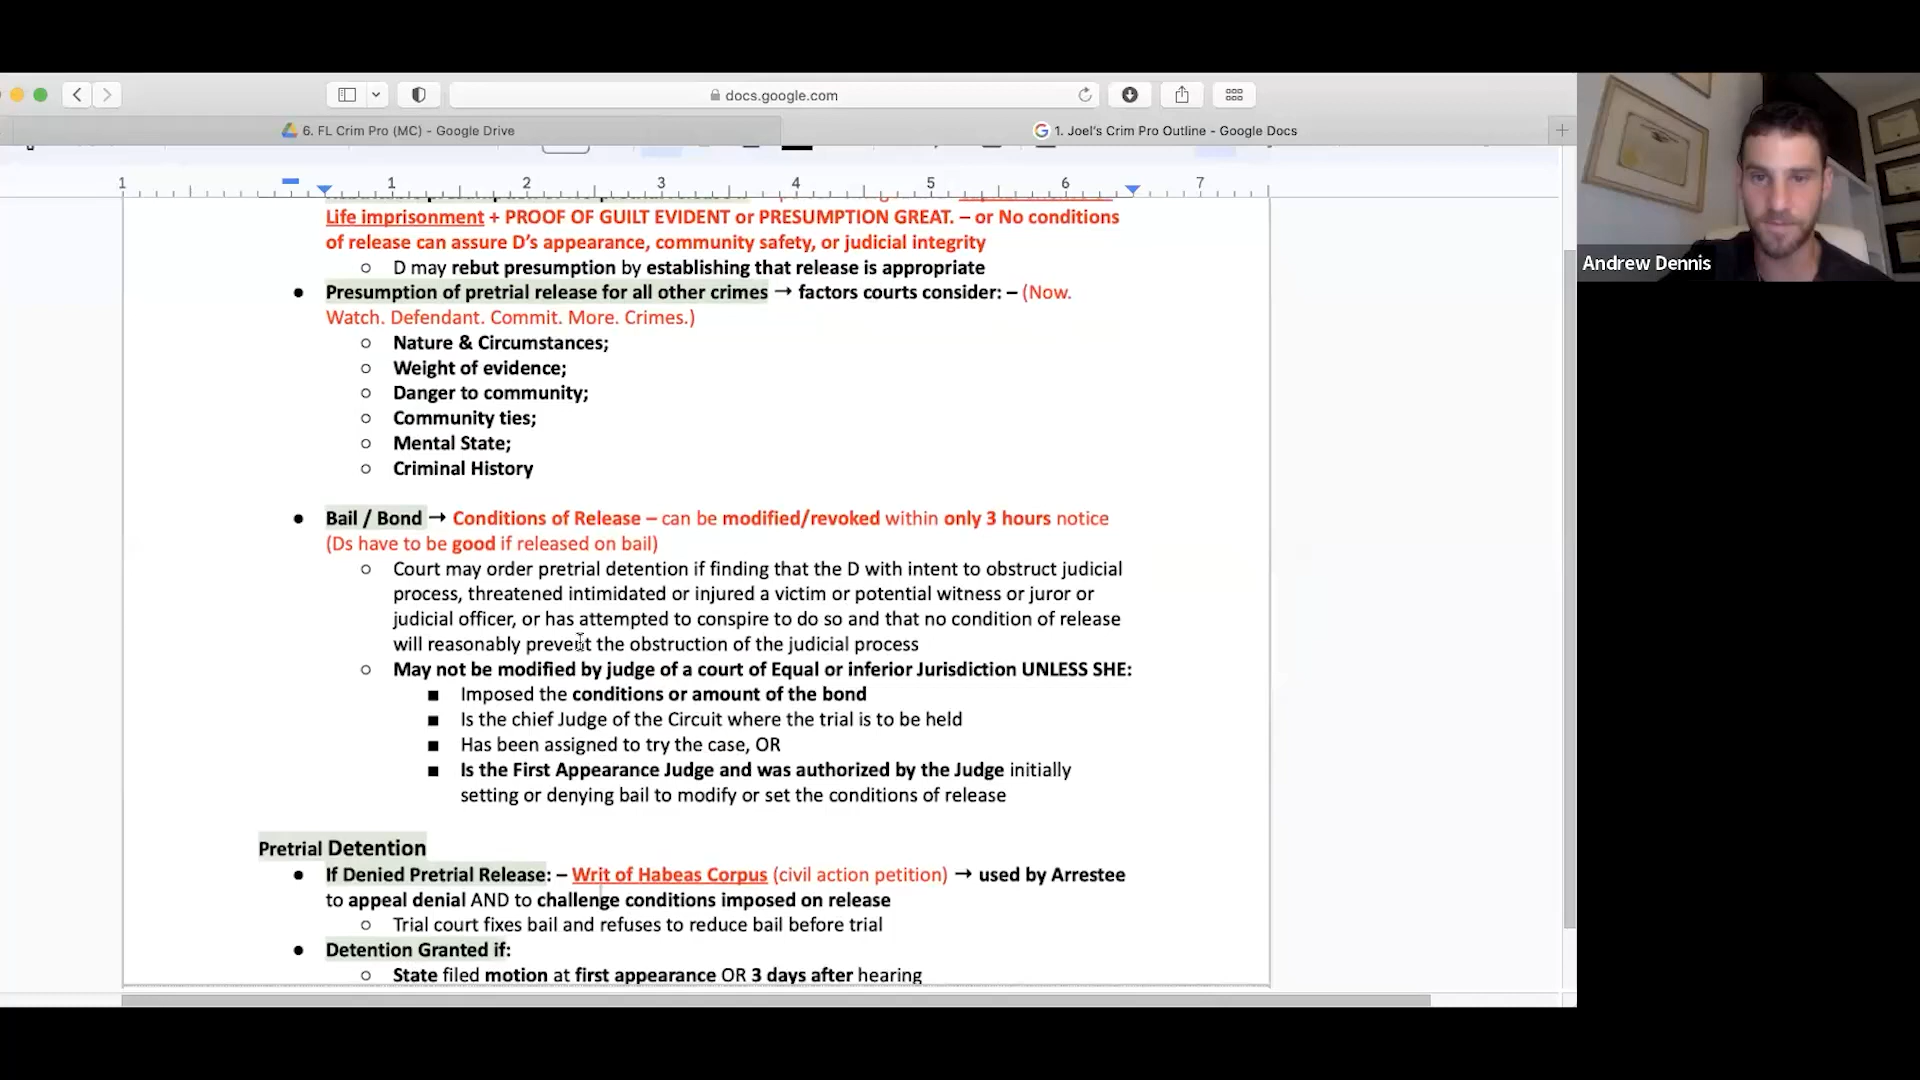 docs.google.com
6. FL Crim Pro (MC) - Google Drive
1. Joel's Crim Pro Outline - Google Docs
1 1 2 3 4 5 6 7
Life imprisonment + PROOF OF GUILT EVIDENT or PRESUMPTION GREAT. – or No conditions
of release can assure D's appearance, community safety, or judicial integrity
○ D may rebut presumption by establishing that release is appropriate
● Presumption of pretrial release for all other crimes → factors courts consider: – (Now.
Watch. Defendant. Commit. More. Crimes.)
○ Nature & Circumstances;
○ Weight of evidence;
○ Danger to community;
○ Community ties;
○ Mental State;
○ Criminal History
● Bail / Bond → Conditions of Release – can be modified/revoked within only 3 hours notice
(Ds have to be good if released on bail)
○ Court may order pretrial detention if finding that the D with intent to obstruct judicial
process, threatened intimidated or injured a victim or potential witness or juror or
judicial officer, or has attempted to conspire to do so and that no condition of release
will reasonably prevent the obstruction of the judicial process
○ May not be modified by judge of a court of Equal or inferior Jurisdiction UNLESS SHE:
■ Imposed the conditions or amount of the bond
■ Is the chief Judge of the Circuit where the trial is to be held
■ Has been assigned to try the case, OR
■ Is the First Appearance Judge and was authorized by the Judge initially
setting or denying bail to modify or set the conditions of release
Pretrial Detention
● If Denied Pretrial Release: – Writ of Habeas Corpus (civil action petition) → used by Arrestee
to appeal denial AND to challenge conditions imposed on release
○ Trial court fixes bail and refuses to reduce bail before trial
● Detention Granted if:
○ State filed motion at first appearance OR 3 days after hearing
Andrew Dennis